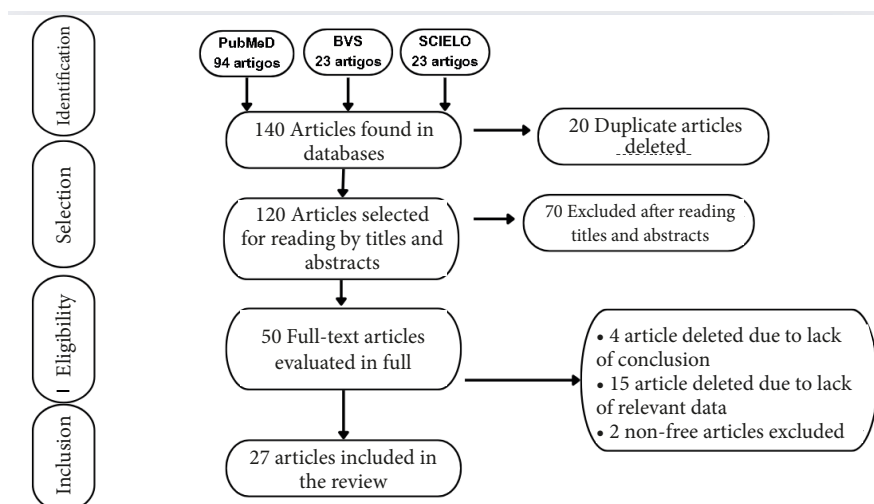 Identification
PubMeD
94 artigos
BVS
23 artigos
SCIELO
23 artigos
140 Articles found in
databases
20 Duplicate articles
deleted
Selection
120 Articles selected
for reading by titles and
abstracts
70 Excluded after reading
titles and abstracts
Eligibility
50 Full-text articles
evaluated in full
• 4 article deleted due to lack
of conclusion
• 15 article deleted due to lack
of relevant data
• 2 non-free articles excluded
Inclusion
27 articles included in
the review